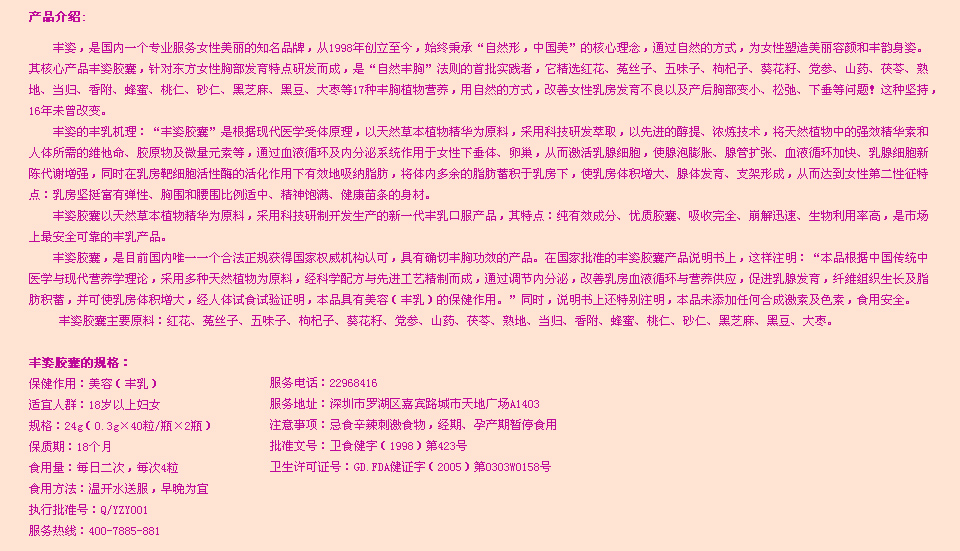 产品介绍:
丰姿，是国内一个专业服务女性美丽的知名品牌，从1998年创立至今，始终秉承“自然形，中国美”的核心理念，通过自然的方式，为女性塑造美丽容颜和丰韵身姿。
其核心产品丰姿胶囊，针对东方女性胸部发育特点研发而成，是“自然丰胸”法则的首批实践者，它精选红花、菟丝子、五味子、枸杞子、葵花籽、党参、山药、茯苓、熟
地、当归、香附、蜂蜜、桃仁、砂仁、黑芝麻、黑豆、大枣等17种丰胸植物营养，用自然的方式，改善女性乳房发育不良以及产后胸部变小、松弛、下垂等问题！这种坚持，
16年未曾改变。
丰姿的丰乳机理：“丰姿胶囊”是根据现代医学受体原理，以天然草本植物精华为原料，采用科技研发萃取，以先进的醇提、浓炼技术，将天然植物中的强效精华素和
人体所需的维他命、胶原物及微量元素等，通过血液循环及内分泌系统作用于女性下垂体、卵巢，从而激活乳腺细胞，使腺泡膨胀、腺管扩张、血液循环加快、乳腺细胞新
陈代谢增强，同时在乳房靶细胞活性酶的活化作用下有效地吸纳脂肪，将体内多余的脂肪蓄积于乳房下，使乳房体积增大、腺体发育、支架形成，从而达到女性第二性征特
点：乳房坚挺富有弹性、胸围和腰围比例适中、精神饱满、健康苗条的身材。
丰姿胶囊以天然草本植物精华为原料，采用科技研制开发生产的新一代丰乳口服产品，其特点：纯有效成分、优质胶囊、吸收完全、崩解迅速、生物利用率高，是市场
上最安全可靠的丰乳产品。
丰姿胶囊，是目前国内唯一一个合法正规获得国家权威机构认可，具有确切丰胸功效的产品。在国家批准的丰姿胶囊产品说明书上，这样注明：“本品根据中国传统中
医学与现代营养学理论，采用多种天然植物为原料，经科学配方与先进工艺精制而成，通过调节内分泌，改善乳房血液循环与营养供应，促进乳腺发育，纤维组织生长及脂
肪积蓄，并可使乳房体积增大，经人体试食试验证明，本品具有美容（丰乳）的保健作用。”同时，说明书上还特别注明，本品未添加任何合成激素及色素，食用安全。
丰姿胶囊主要原料：红花、菟丝子、五味子、枸杞子、葵花籽、党参、山药、茯苓、熟地、当归、香附、蜂蜜、桃仁、砂仁、黑芝麻、黑豆、大枣。
丰姿胶囊的规格：
保健作用：美容（丰乳）
适宜人群：18岁以上妇女
规格：24g（0.3g×40粒/瓶×2瓶）
保质期：18个月
食用量：每日二次，每次4粒
食用方法：温开水送服，早晚为宜
执行批准号：Q/YZY001
服务热线：400-7885-881
服务电话：22968416
服务地址：深圳市罗湖区嘉宾路城市天地广场A1403
注意事项：忌食辛辣刺激食物，经期、孕产期暂停食用
批准文号：卫食健字（1998）第423号
卫生许可证号：GD.FDA健证字（2005）第0303W0158号